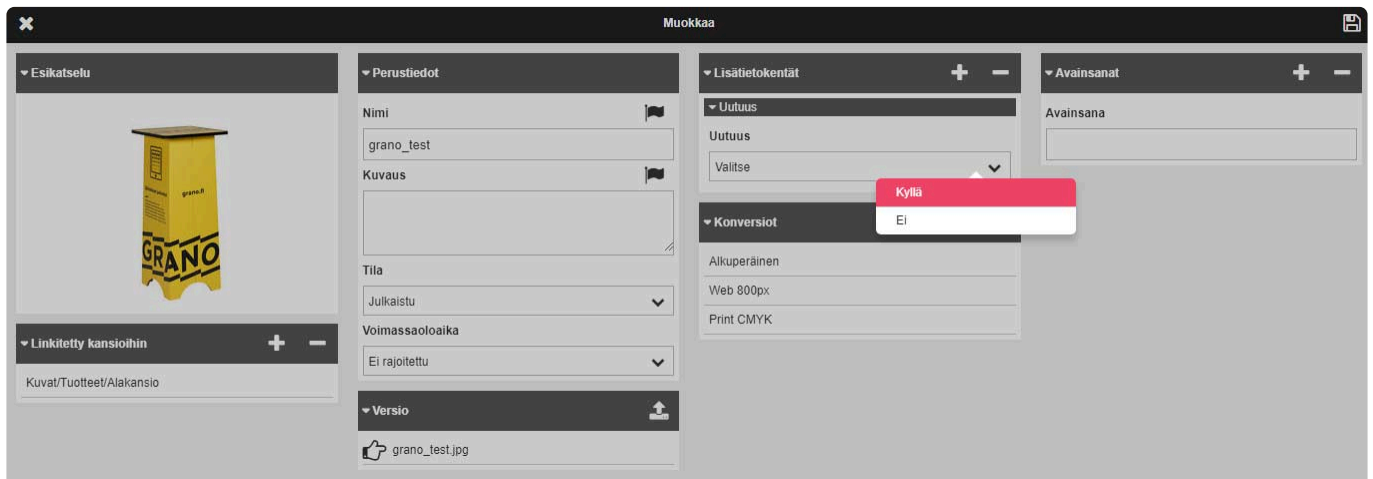 Muokkaa
Esikatselu
grano.fi
GRANO
Linkitetty kansioihin
Kuvat/Tuotteet/Alakansio
Perustiedot
Nimi
grano_test
Kuvaus
Tila
Julkaistu
Voimassaoloaika
Ei rajoitettu
Versio
grano_test.jpg
Lisätietokentät
Uutuus
Uutuus
Valitse
Kyllä
Ei
Konversiot
Alkuperäinen
Web 800px
Print CMYK
Avainsanat
Avainsana